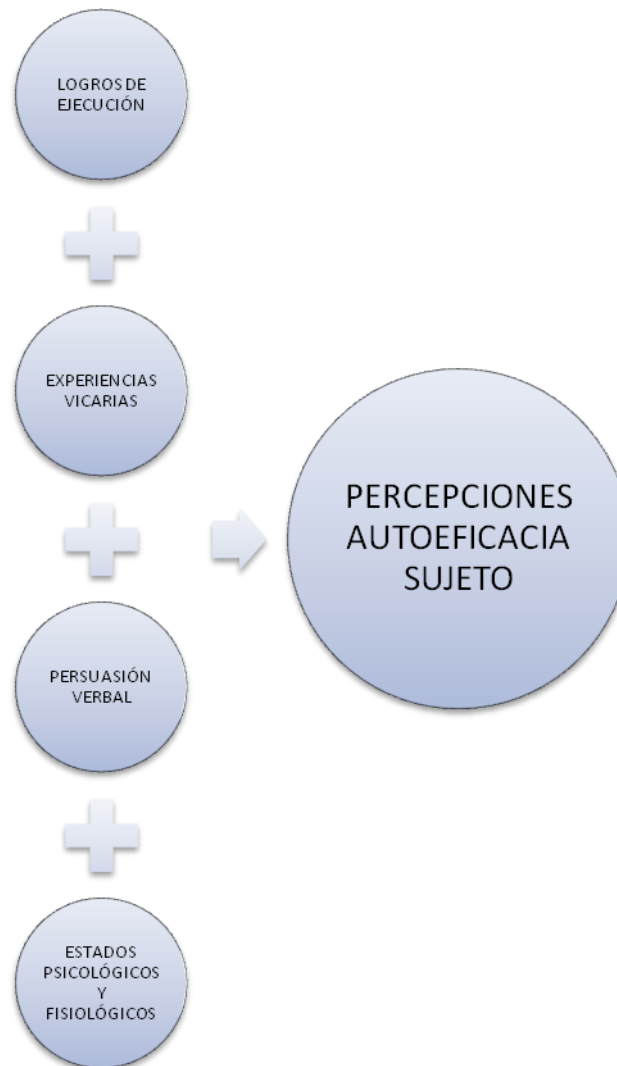 LOGROS DE
EJECUCIÓN
EXPERIENCIAS
VICARIAS
PERSUASIÓN
VERBAL
ESTADOS
PSICOLÓGICOS
Y
FISIOLÓGICOS
PERCEPCIONES
AUTOEFICACIA
SUJETO